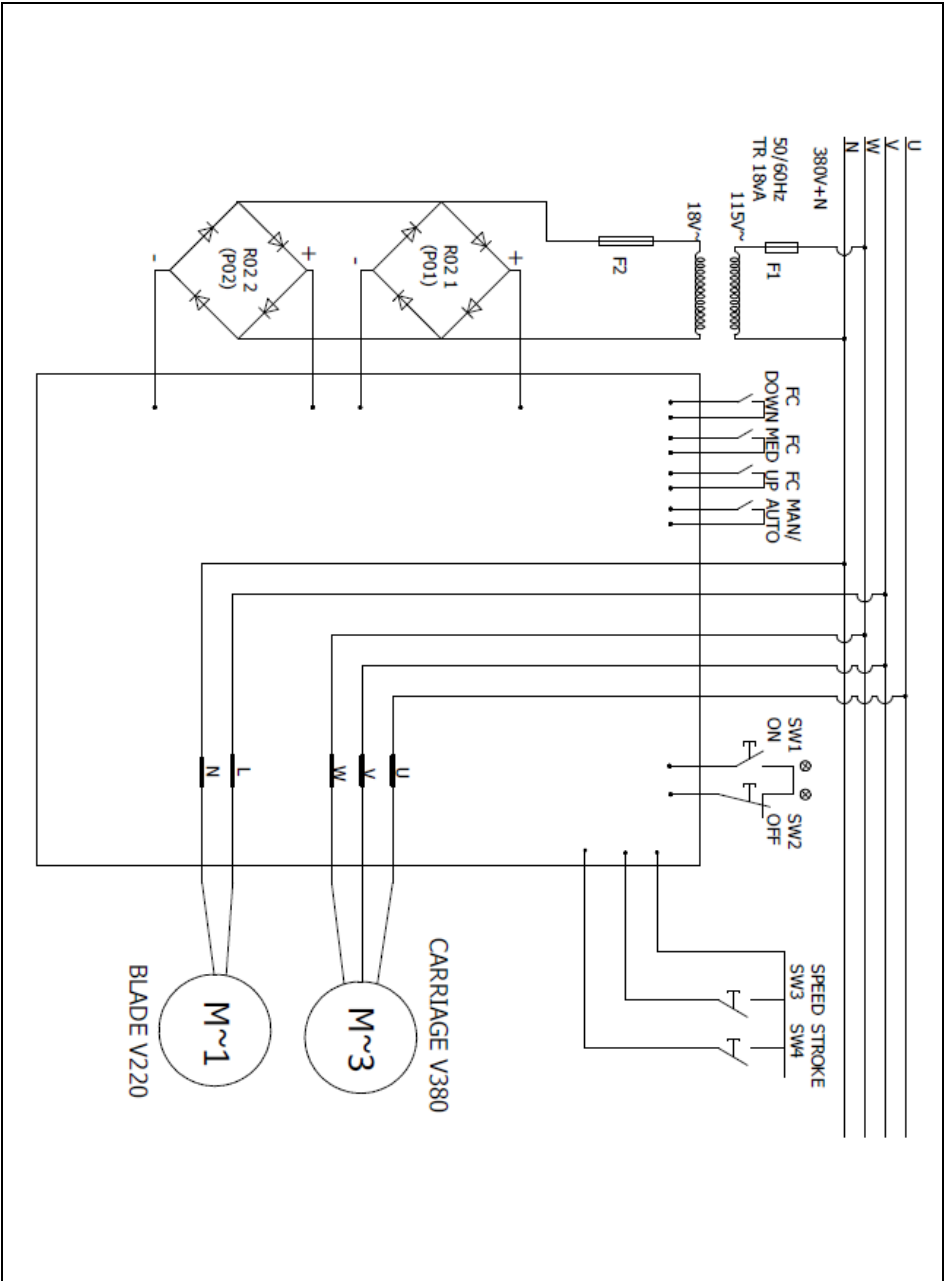 U
V
W
N
380V+N
50/60Hz
TR 18vA
115V~
18V~
F1
F2
R02 1
(P01)
+
-
R02 2
(P02)
+
-
FC
DOWN
FC
MED
FC
UP
MAN/
AUTO
SW1
ON
SW2
OFF
SPEED
SW3
STROKE
SW4
U
V
W
L
N
CARRIAGE V380
M~3
BLADE V220
M~1